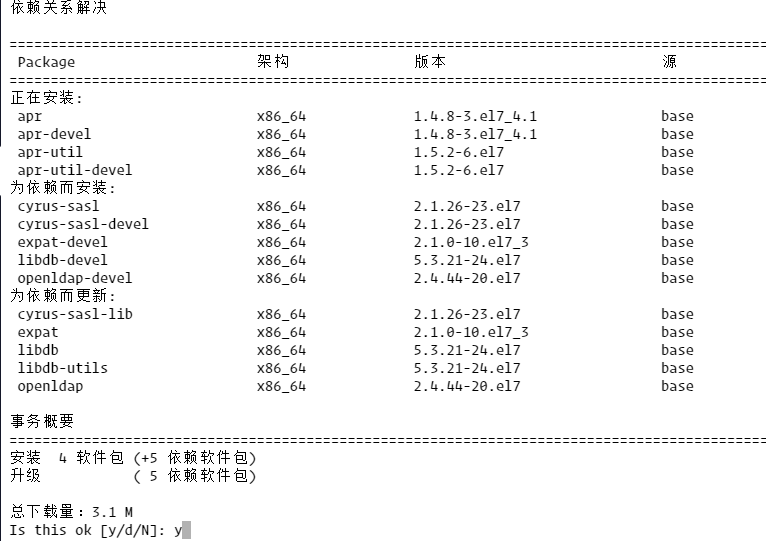 依赖关系解决
================================================================================
Package 架构 版本 源
================================================================================
正在安装:
apr x86_64 1.4.8-3.el7_4.1 base
apr-devel x86_64 1.4.8-3.el7_4.1 base
apr-util x86_64 1.5.2-6.el7 base
apr-util-devel x86_64 1.5.2-6.el7 base
为依赖而安装:
cyrus-sasl x86_64 2.1.26-23.el7 base
cyrus-sasl-devel x86_64 2.1.26-23.el7 base
expat-devel x86_64 2.1.0-10.el7_3 base
libdb-devel x86_64 5.3.21-24.el7 base
openldap-devel x86_64 2.4.44-20.el7 base
为依赖而更新:
cyrus-sasl-lib x86_64 2.1.26-23.el7 base
expat x86_64 2.1.0-10.el7_3 base
libdb x86_64 5.3.21-24.el7 base
libdb-utils x86_64 5.3.21-24.el7 base
openldap x86_64 2.4.44-20.el7 base
事务概要
================================================================================
安装 4 软件包 (+5 依赖软件包)
升级 ( 5 依赖软件包)
总下载量：3.1 M
Is this ok [y/d/N]: y